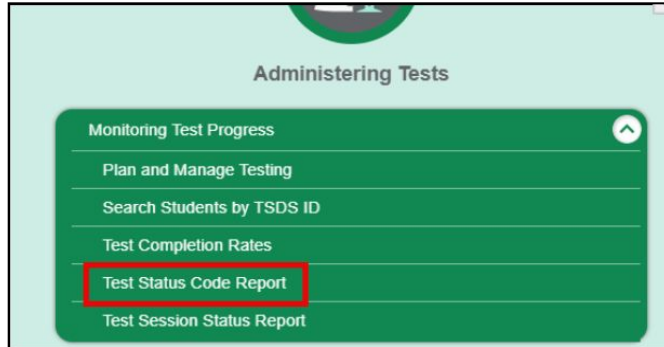 Administering Tests
Monitoring Test Progress
Plan and Manage Testing
Search Students by TSDS ID
Test Completion Rates
Test Status Code Report
Test Session Status Report